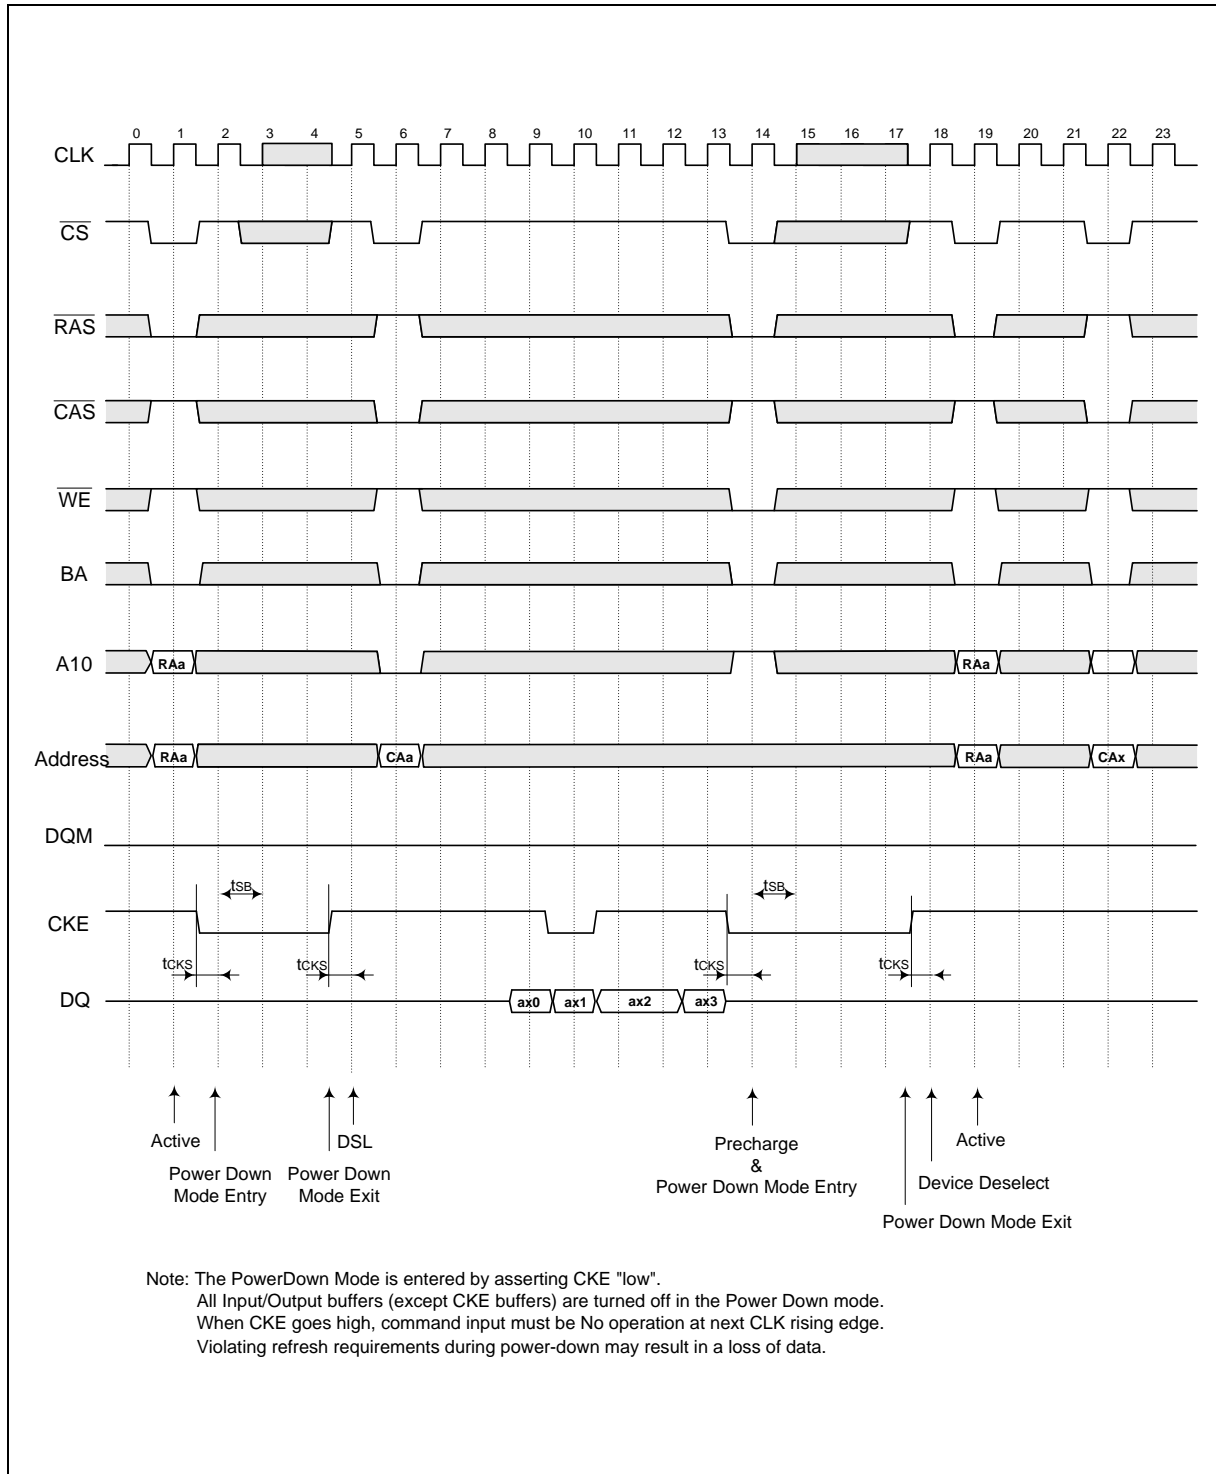 0 1 2 3 4 5 6 7 8 9 10 11 12 13 14 15 16 17 18 19 20 21 22 23
CLK
CS
RAS
CAS
WE
BA
A10 RAa RAa
Address RAa CAa RAa CAx
DQM
tSB tSB
CKE
tCKS tCKS tCKS tCKS
DQ ax0 ax1 ax2 ax3
Active DSL Precharge Active
Power Down Power Down & Device Deselect
Mode Entry Mode Exit Power Down Mode Entry
Power Down Mode Exit
Note: The PowerDown Mode is entered by asserting CKE "low".
All Input/Output buffers (except CKE buffers) are turned off in the Power Down mode.
When CKE goes high, command input must be No operation at next CLK rising edge.
Violating refresh requirements during power-down may result in a loss of data.